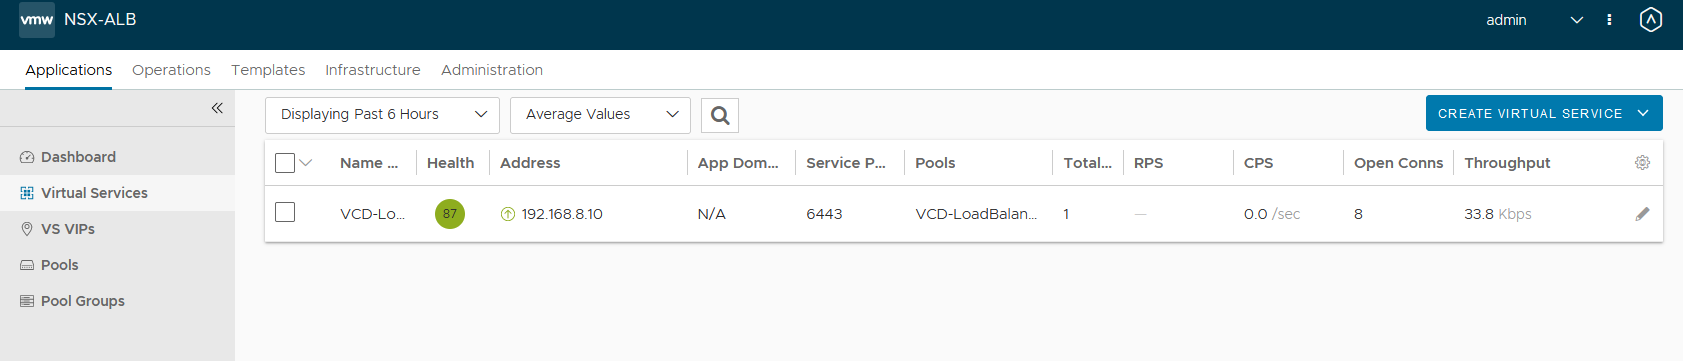 vmw NSX-ALB admin
Applications Operations Templates Infrastructure Administration
Displaying Past 6 Hours Average Values CREATE VIRTUAL SERVICE
Dashboard
Virtual Services
VS VIPs
Pools
Pool Groups
Name ... Health Address App Dom... Service P... Pools Total... RPS CPS Open Conns Throughput
VCD-Lo... 87 192.168.8.10 N/A 6443 VCD-LoadBalan... 1 — 0.0 /sec 8 33.8 Kbps